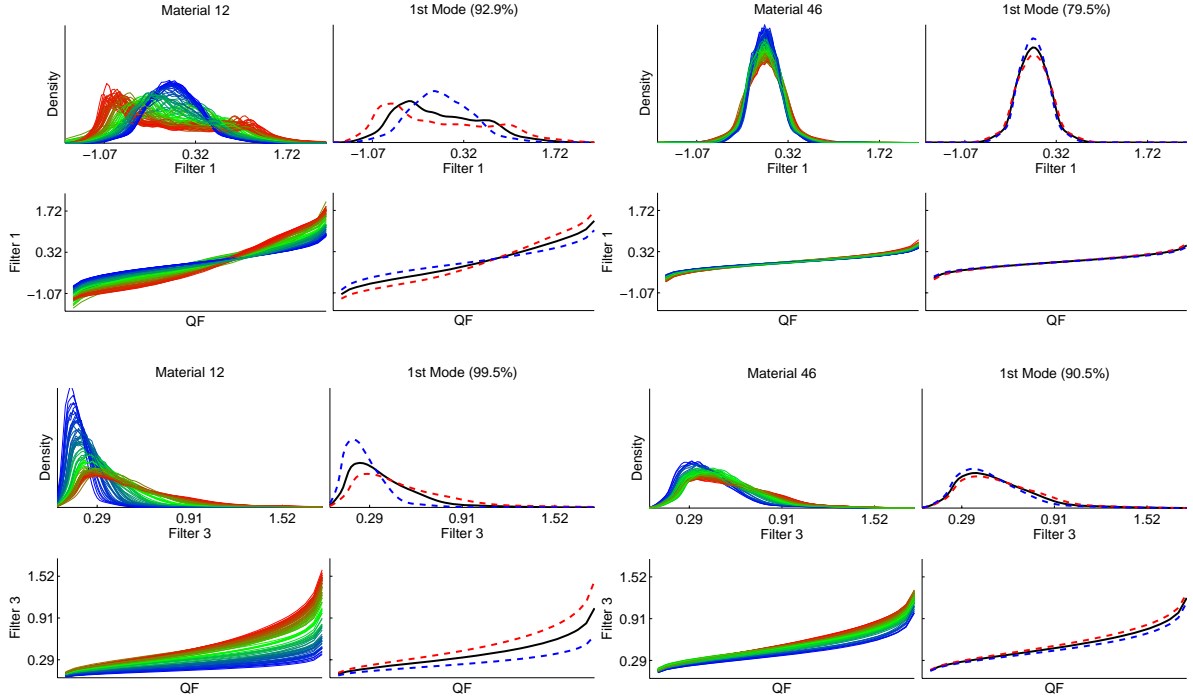 Material 12
1st Mode (92.9%)
Material 46
1st Mode (79.5%)
Density
−1.07 0.32 1.72
Filter 1
−1.07 0.32 1.72
Filter 1
Density
−1.07 0.32 1.72
Filter 1
−1.07 0.32 1.72
Filter 1
Filter 1
1.72
0.32
−1.07
QF
QF
Filter 1
1.72
0.32
−1.07
QF
QF
Material 12
1st Mode (99.5%)
Material 46
1st Mode (90.5%)
Density
0.29 0.91 1.52
Filter 3
0.29 0.91 1.52
Filter 3
Density
0.29 0.91 1.52
Filter 3
0.29 0.91 1.52
Filter 3
Filter 3
1.52
0.91
0.29
QF
QF
Filter 3
1.52
0.91
0.29
QF
QF